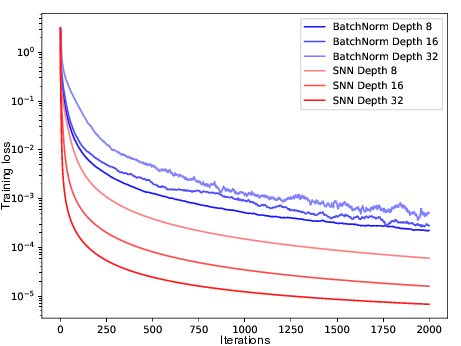 BatchNorm Depth 8
BatchNorm Depth 16
BatchNorm Depth 32
SNN Depth 8
SNN Depth 16
SNN Depth 32
Training loss
10⁰
10⁻¹
10⁻²
10⁻³
10⁻⁴
10⁻⁵
0 250 500 750 1000 1250 1500 1750 2000
Iterations